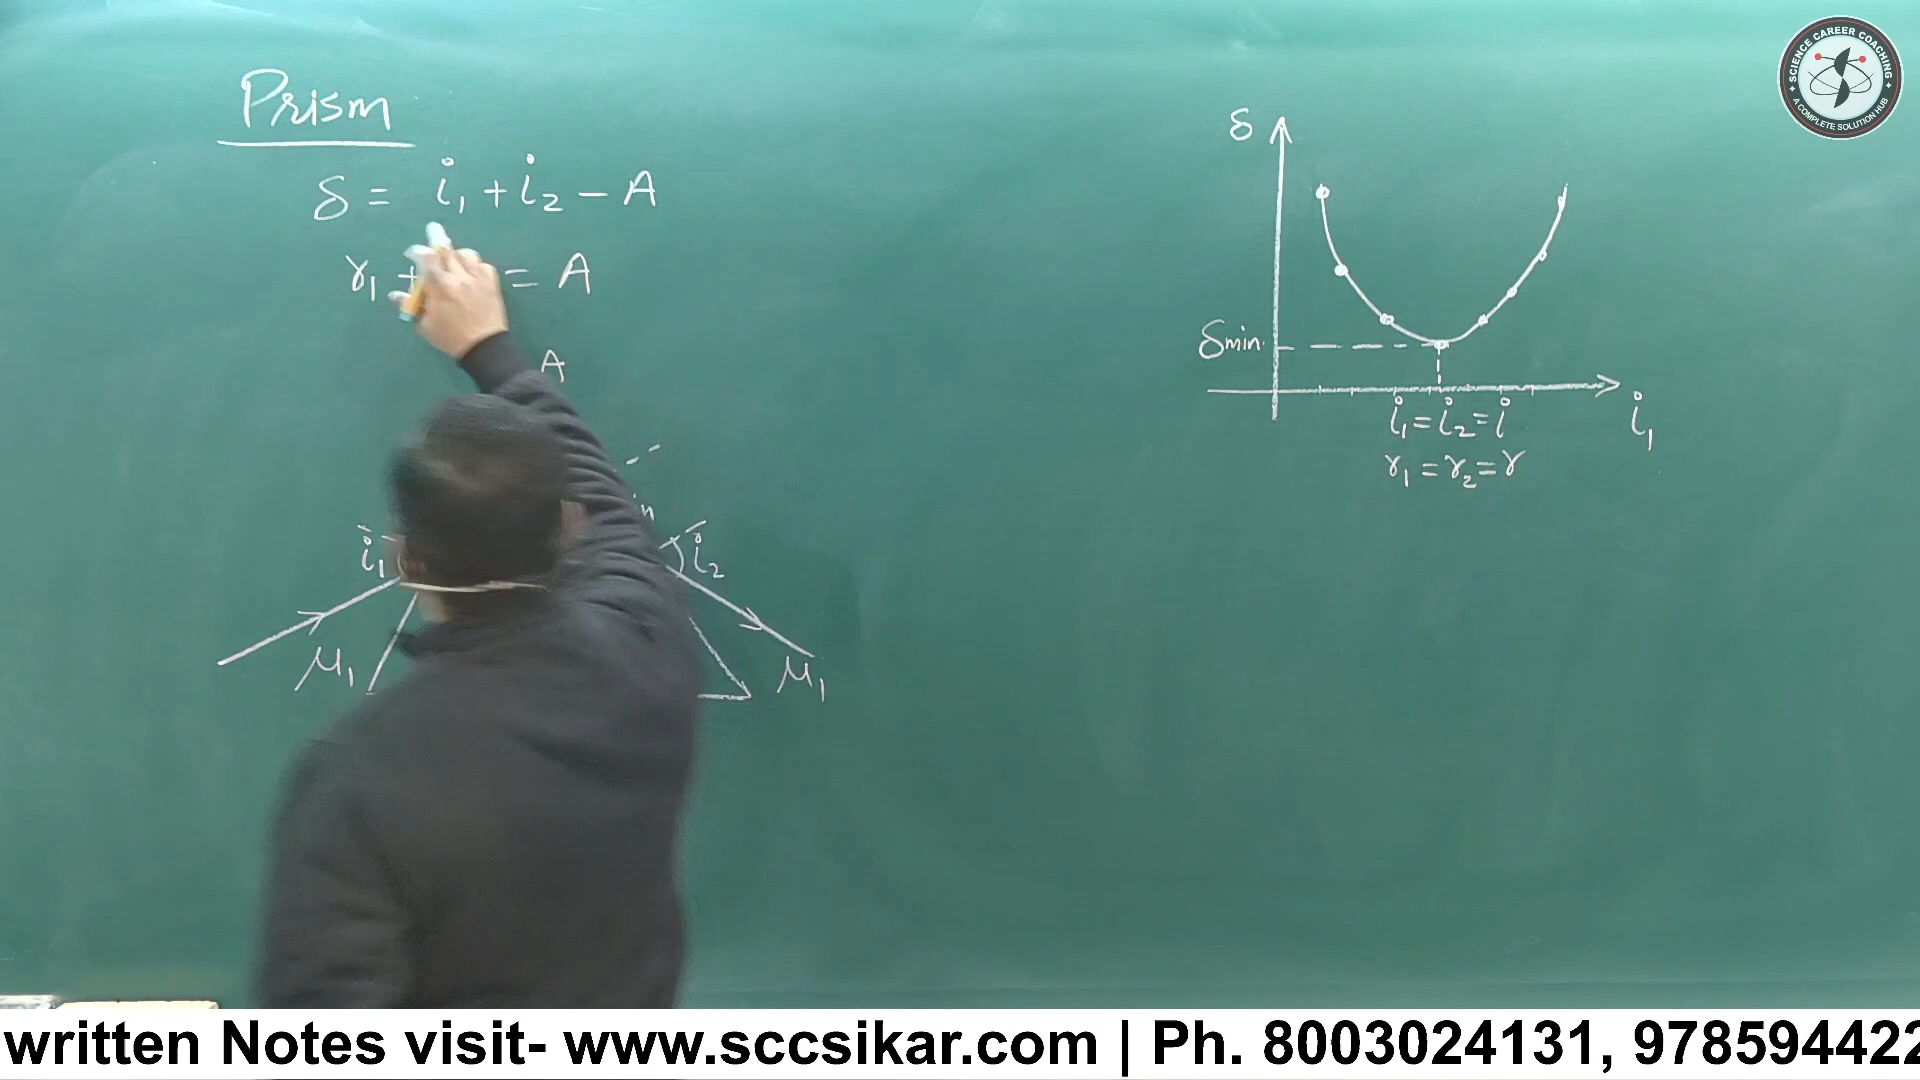 Prism
δ = i₁ + i₂ − A
r₁ + = A
A
i₁
i₂
μ₁
μ₁
δ
δmin
i₁ = i₂ = i
r₁ = r₂ = r
i₁
SCIENCE CAREER COACHING
A COMPLETE SOLUTION HUB
written Notes visit- www.sccsikar.com | Ph. 8003024131, 978594422